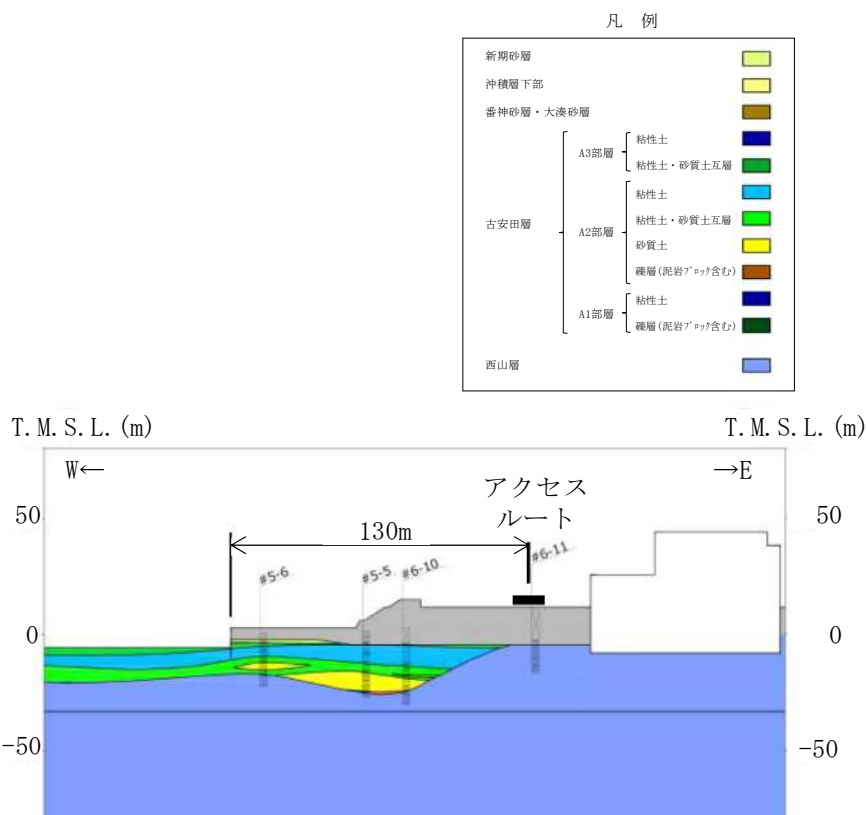 凡 例
新期砂層
沖積層下部
番神砂層・大湊砂層
古安田層
A3部層
粘性土
粘性土・砂質土互層
A2部層
粘性土
粘性土・砂質土互層
砂質土
礫層(泥岩ブロック含む)
A1部層
粘性土
礫層(泥岩ブロック含む)
西山層
T.M.S.L.(m)
T.M.S.L.(m)
W←
→E
アクセス
ルート
50
50
130m
#5-6
#5-5
#6-10
#6-11
0
0
-50
-50